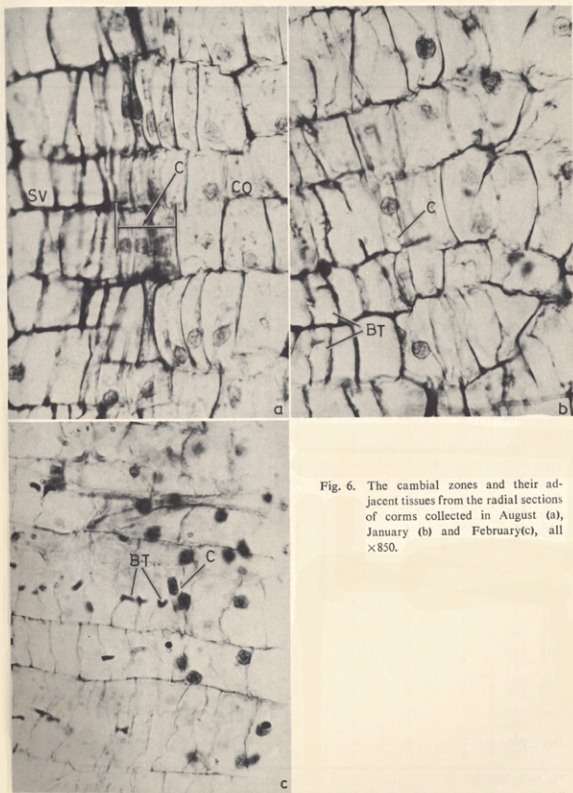 SV
C
CO
a
C
BT
b
BT
C
c
Fig. 6. The cambial zones and their ad-
jacent tissues from the radial sections
of corms collected in August (a),
January (b) and February(c), all
×850.